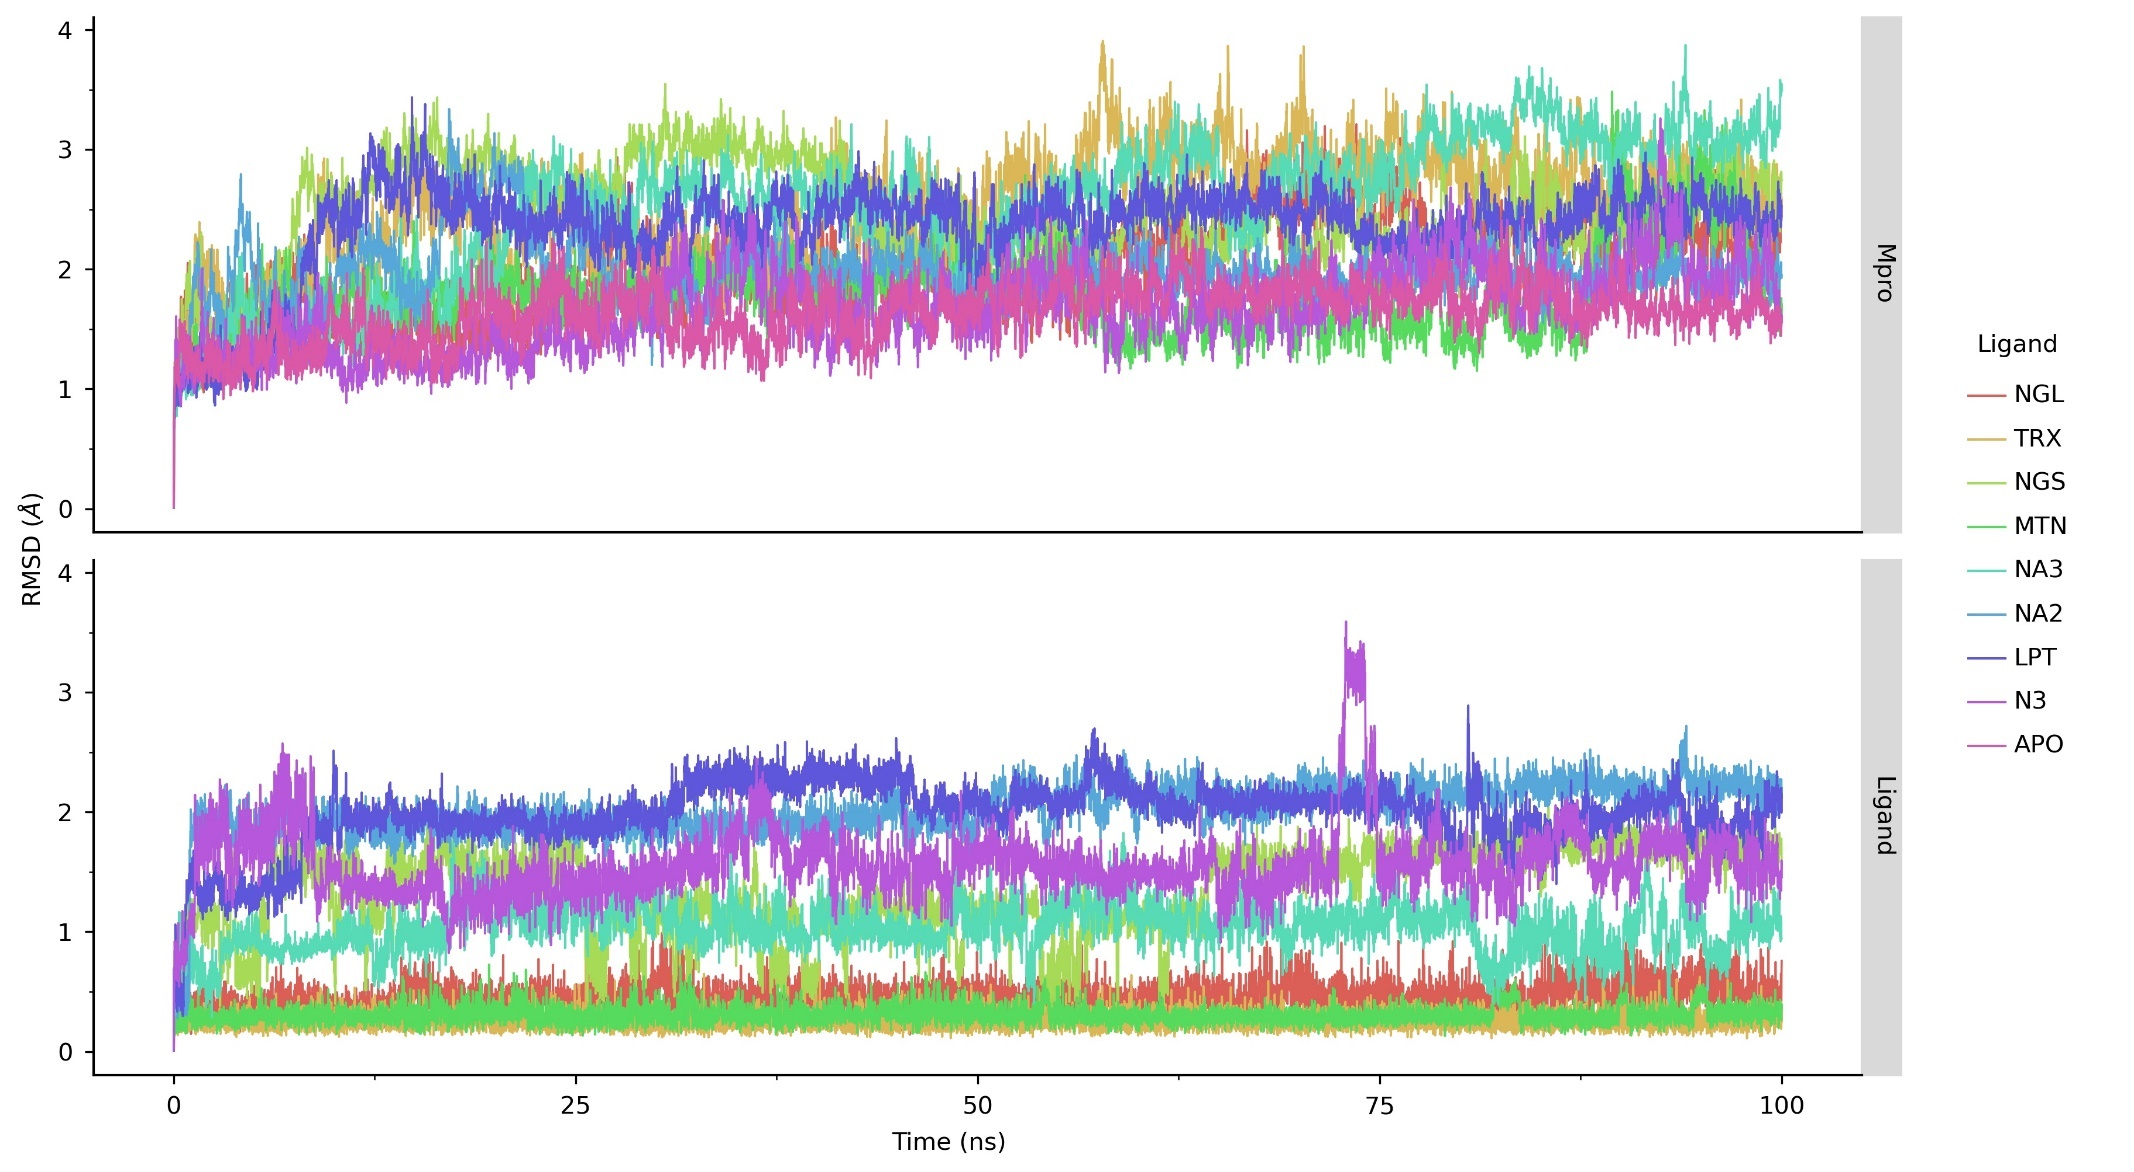 4
3
2
1
0
Mpro
RMSD (Å)
4
3
2
1
0
Ligand
0 25 50 75 100
Time (ns)
Ligand
NGL
TRX
NGS
MTN
NA3
NA2
LPT
N3
APO